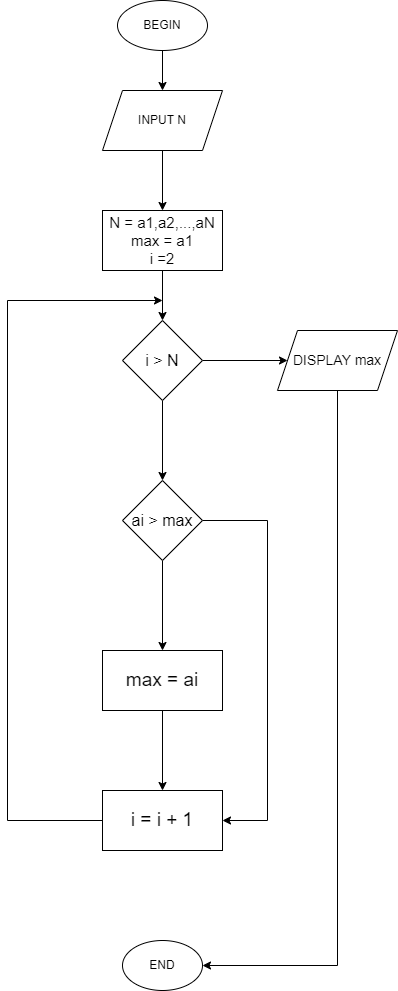 BEGIN
INPUT N
N = a1,a2,...,aN
max = a1
i =2
i > N
DISPLAY max
ai > max
max = ai
i = i + 1
END